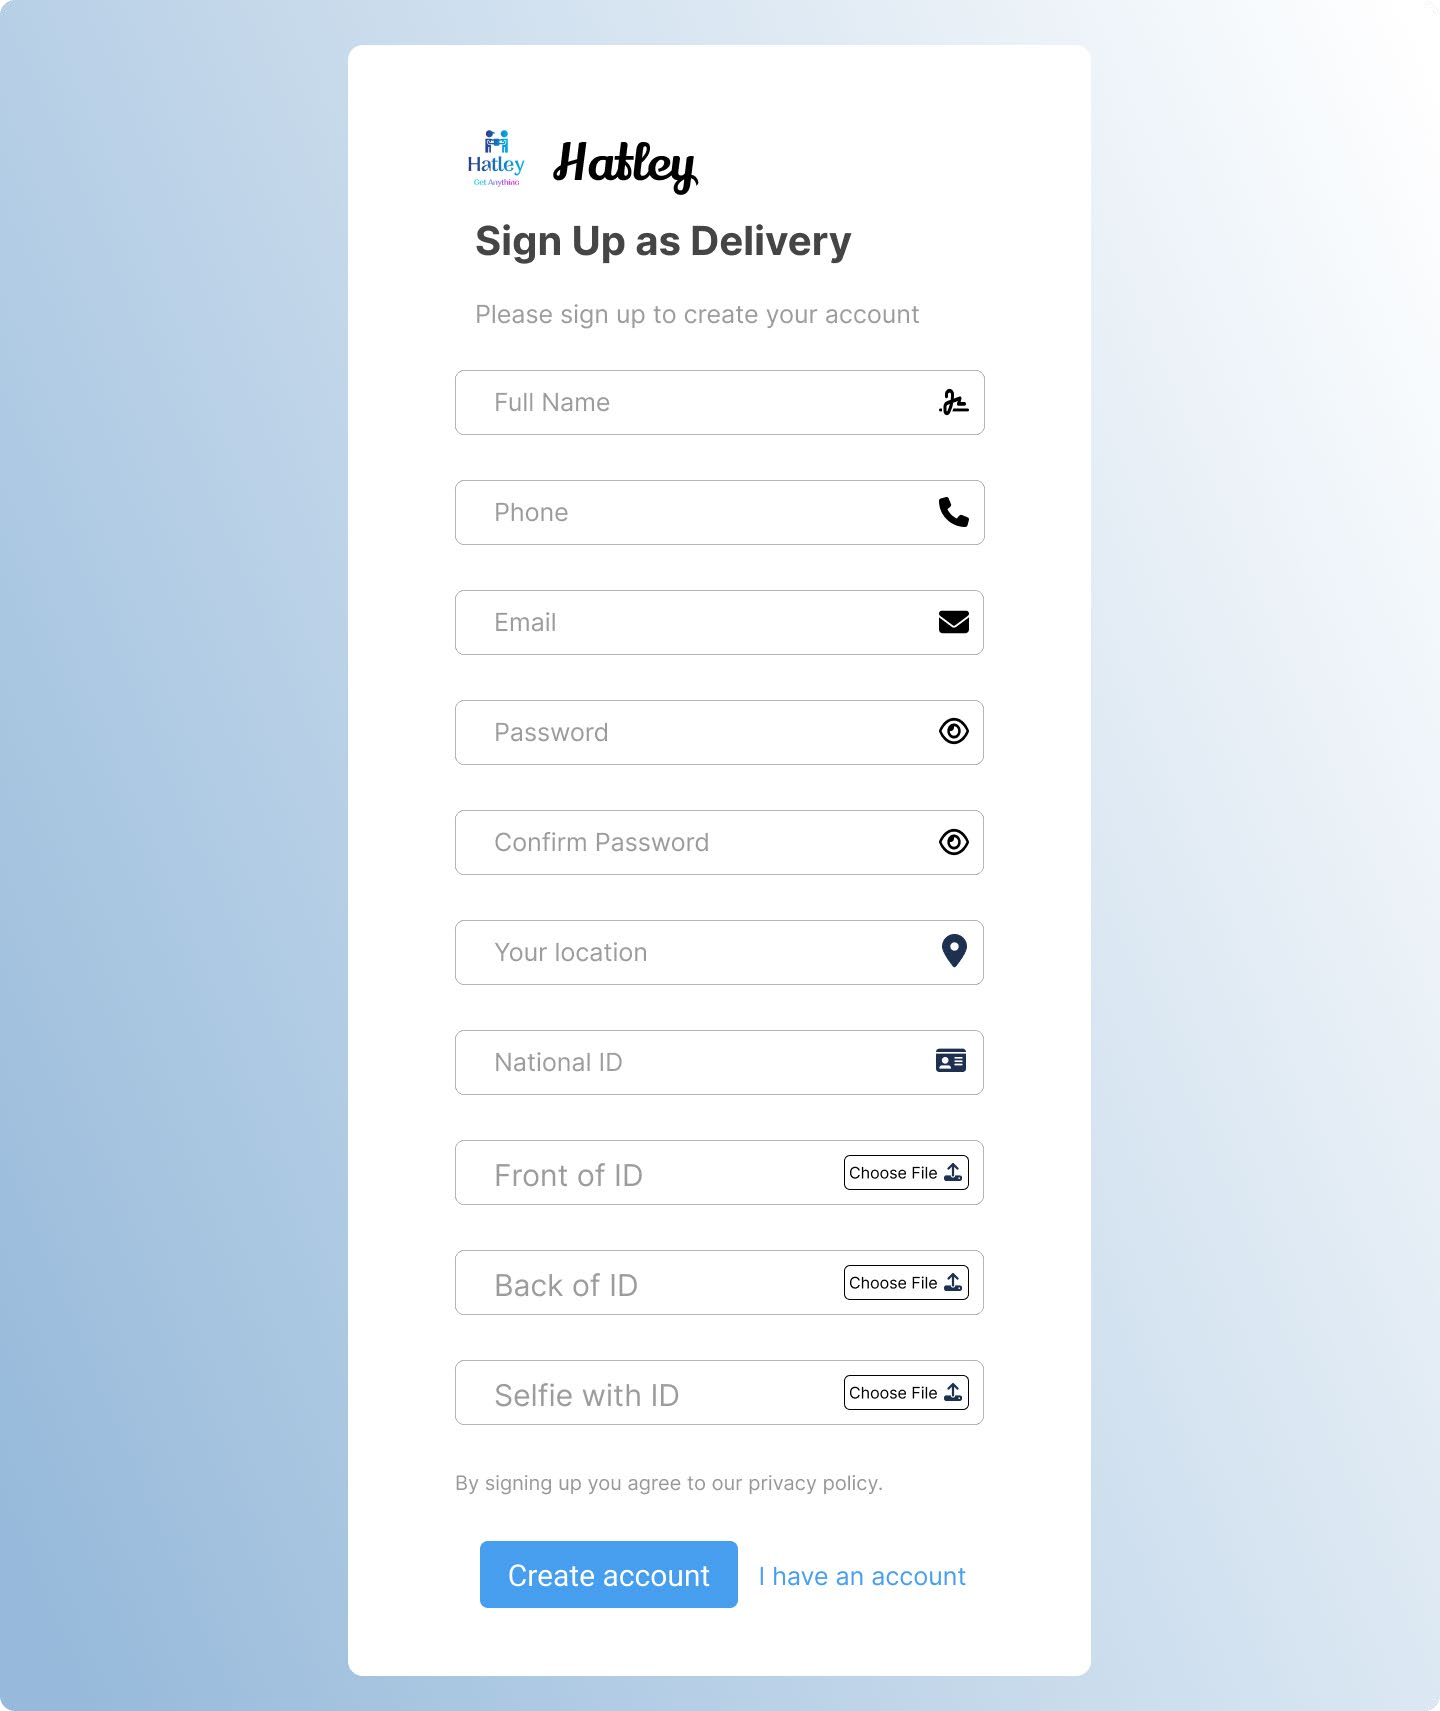 Hatley
Get Anything
Hatley
Sign Up as Delivery
Please sign up to create your account
Full Name
Phone
Email
Password
Confirm Password
Your location
National ID
Front of ID
Choose File
Back of ID
Choose File
Selfie with ID
Choose File
By signing up you agree to our privacy policy.
Create account
I have an account